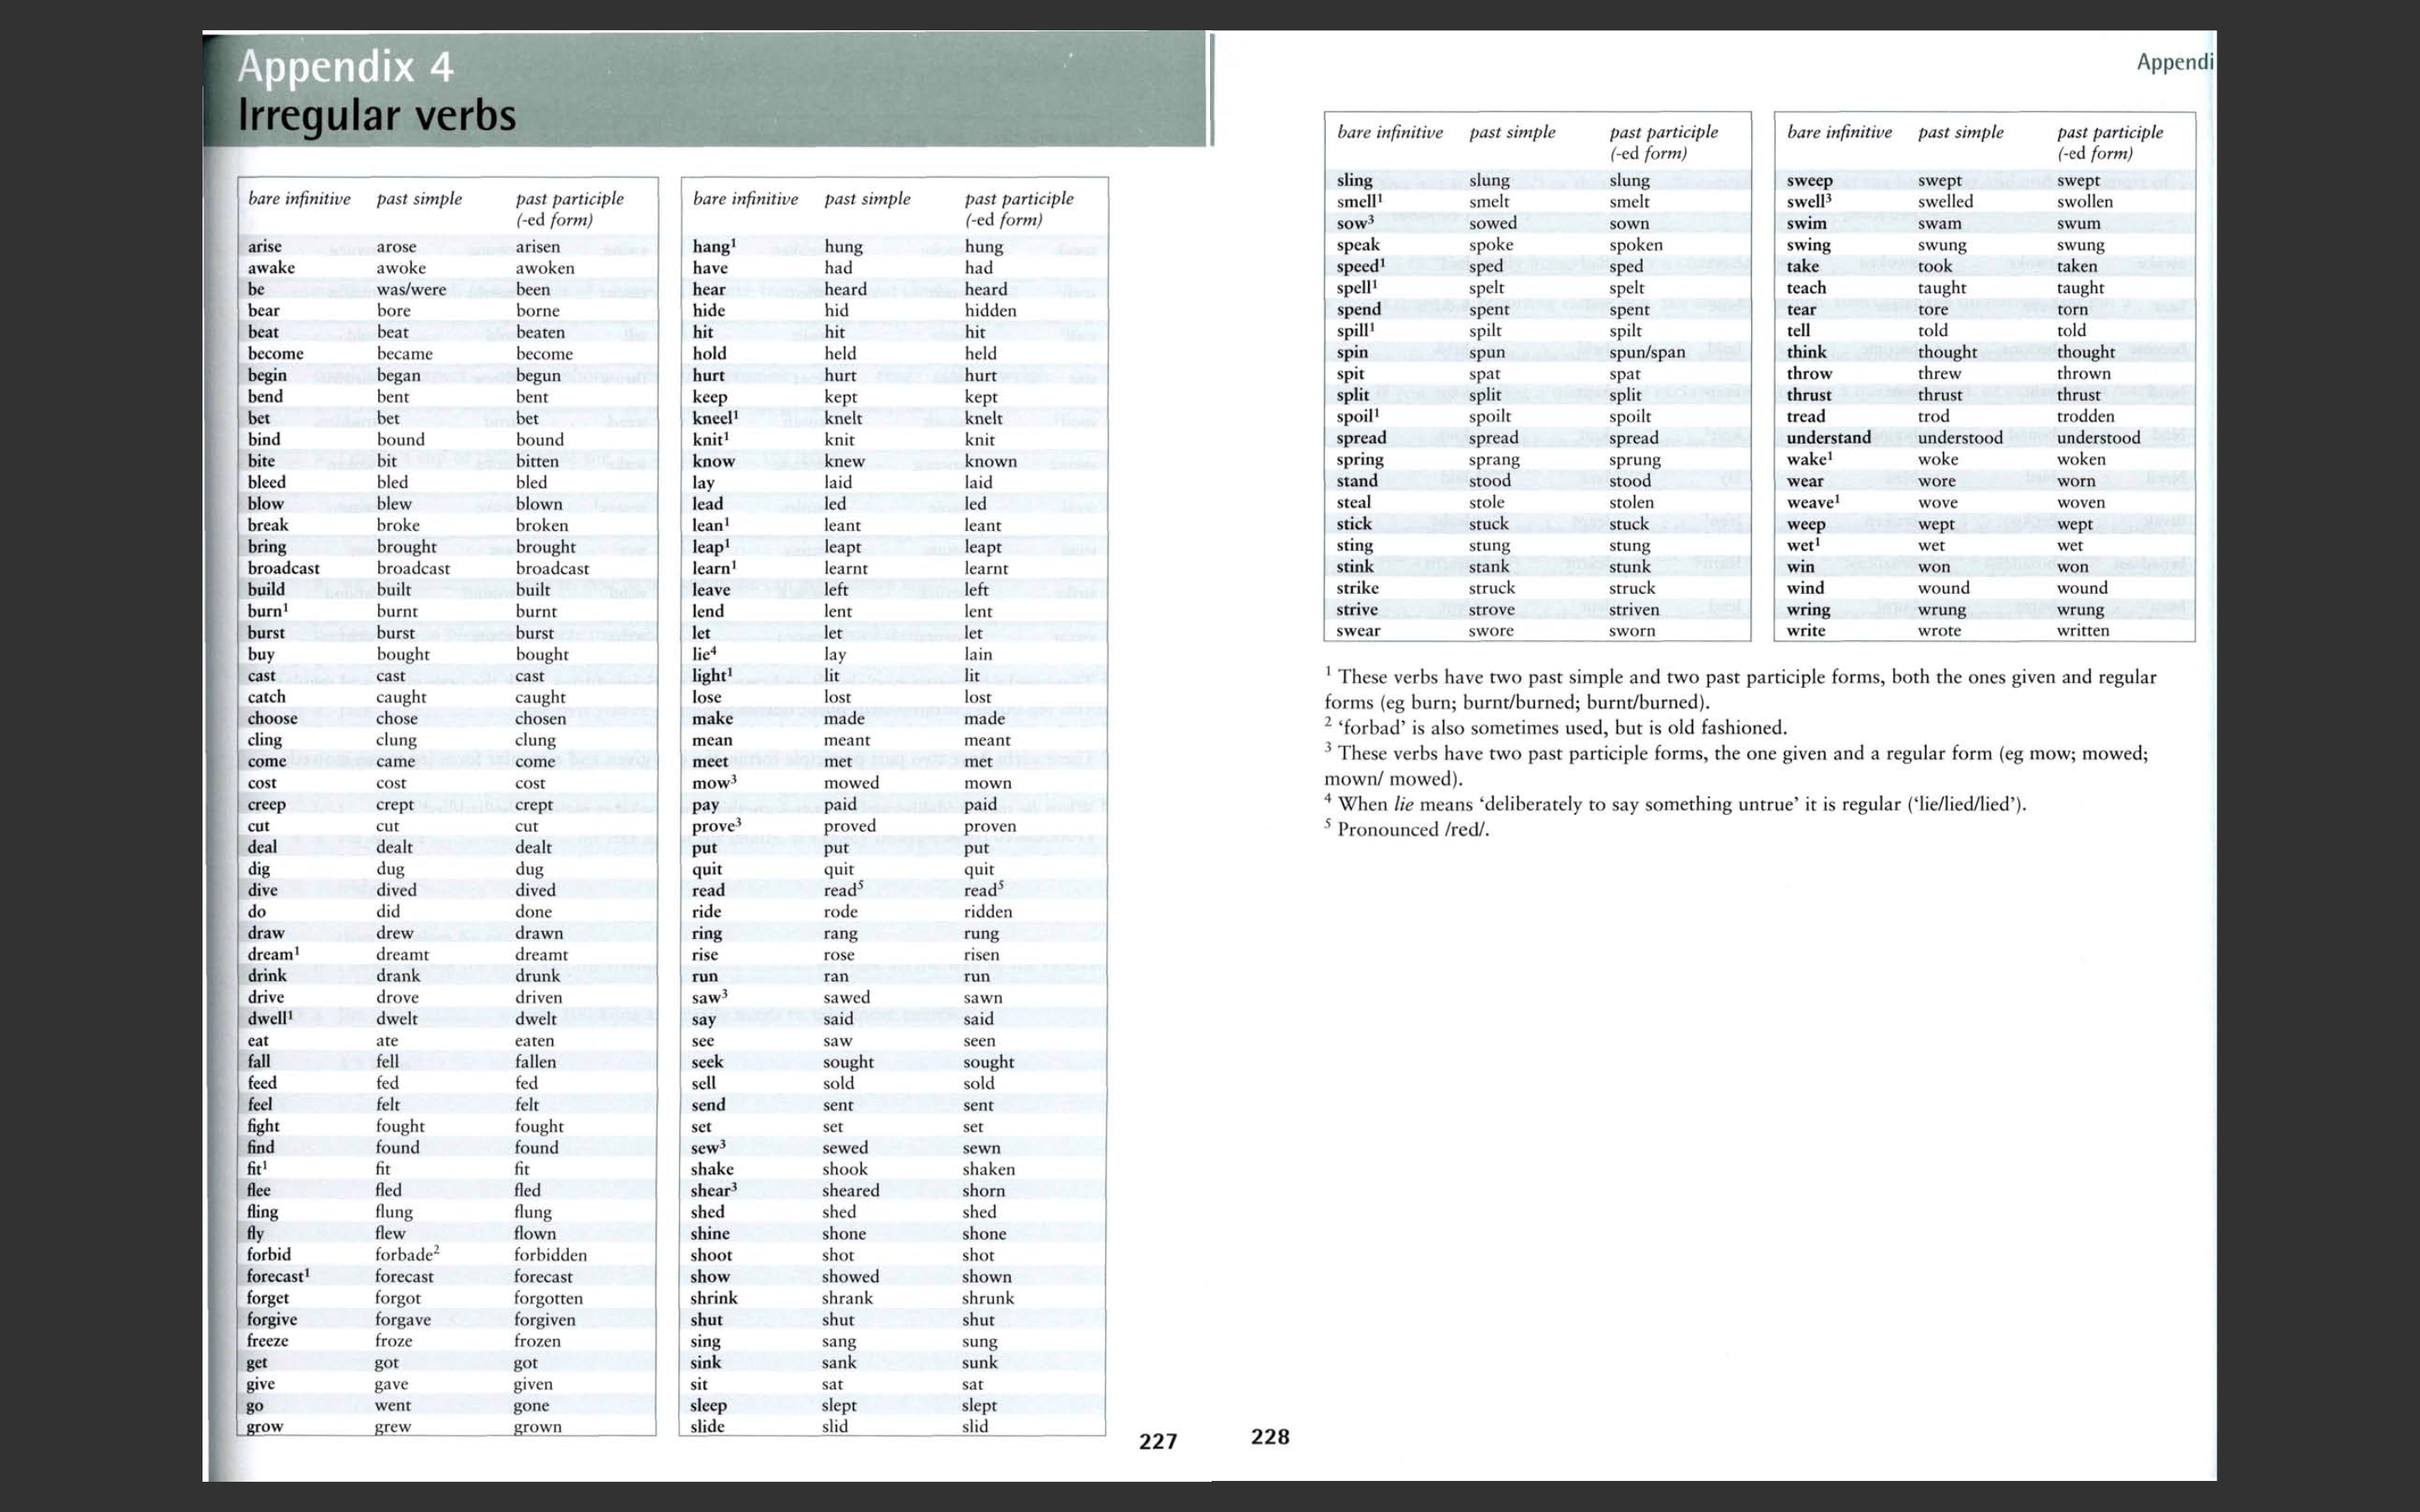 Appendix 4
Irregular verbs
bare infinitive past simple past participle
(-ed form)
arise arose arisen
awake awoke awoken
be was/were been
bear bore borne
beat beat beaten
become became become
begin began begun
bend bent bent
bet bet bet
bind bound bound
bite bit bitten
bleed bled bled
blow blew blown
break broke broken
bring brought brought
broadcast broadcast broadcast
build built built
burn¹ burnt burnt
burst burst burst
buy bought bought
cast cast cast
catch caught caught
choose chose chosen
cling clung clung
come came come
cost cost cost
creep crept crept
cut cut cut
deal dealt dealt
dig dug dug
dive dived dived
do did done
draw drew drawn
dream¹ dreamt dreamt
drink drank drunk
drive drove driven
dwell¹ dwelt dwelt
eat ate eaten
fall fell fallen
feed fed fed
feel felt felt
fight fought fought
find found found
fit¹ fit fit
flee fled fled
fling flung flung
fly flew flown
forbid forbade² forbidden
forecast¹ forecast forecast
forget forgot forgotten
forgive forgave forgiven
freeze froze frozen
get got got
give gave given
go went gone
grow grew grown
bare infinitive past simple past participle
(-ed form)
hang¹ hung hung
have had had
hear heard heard
hide hid hidden
hit hit hit
hold held held
hurt hurt hurt
keep kept kept
kneel¹ knelt knelt
knit¹ knit knit
know knew known
lay laid laid
lead led led
lean¹ leant leant
leap¹ leapt leapt
learn¹ learnt learnt
leave left left
lend lent lent
let let let
lie⁴ lay lain
light¹ lit lit
lose lost lost
make made made
mean meant meant
meet met met
mow³ mowed mown
pay paid paid
prove³ proved proven
put put put
quit quit quit
read read⁵ read⁵
ride rode ridden
ring rang rung
rise rose risen
run ran run
saw³ sawed sawn
say said said
see saw seen
seek sought sought
sell sold sold
send sent sent
set set set
sew³ sewed sewn
shake shook shaken
shear³ sheared shorn
shed shed shed
shine shone shone
shoot shot shot
show showed shown
shrink shrank shrunk
shut shut shut
sing sang sung
sink sank sunk
sit sat sat
sleep slept slept
slide slid slid
227
Appendi
bare infinitive past simple past participle
(-ed form)
sling slung slung
smell¹ smelt smelt
sow³ sowed sown
speak spoke spoken
speed¹ sped sped
spell¹ spelt spelt
spend spent spent
spill¹ spilt spilt
spin spun spun/span
spit spat spat
split split split
spoil¹ spoilt spoilt
spread spread spread
spring sprang sprung
stand stood stood
steal stole stolen
stick stuck stuck
sting stung stung
stink stank stunk
strike struck struck
strive strove striven
swear swore sworn
bare infinitive past simple past participle
(-ed form)
sweep swept swept
swell³ swelled swollen
swim swam swum
swing swung swung
take took taken
teach taught taught
tear tore torn
tell told told
think thought thought
throw threw thrown
thrust thrust thrust
tread trod trodden
understand understood understood
wake¹ woke woken
wear wore worn
weave¹ wove woven
weep wept wept
wet¹ wet wet
win won won
wind wound wound
wring wrung wrung
write wrote written
¹ These verbs have two past simple and two past participle forms, both the ones given and regular
forms (eg burn; burnt/burned; burnt/burned).
² ‘forbad’ is also sometimes used, but is old fashioned.
³ These verbs have two past participle forms, the one given and a regular form (eg mow; mowed;
mown/ mowed).
⁴ When lie means ‘deliberately to say something untrue’ it is regular (‘lie/lied/lied’).
⁵ Pronounced /red/.
228